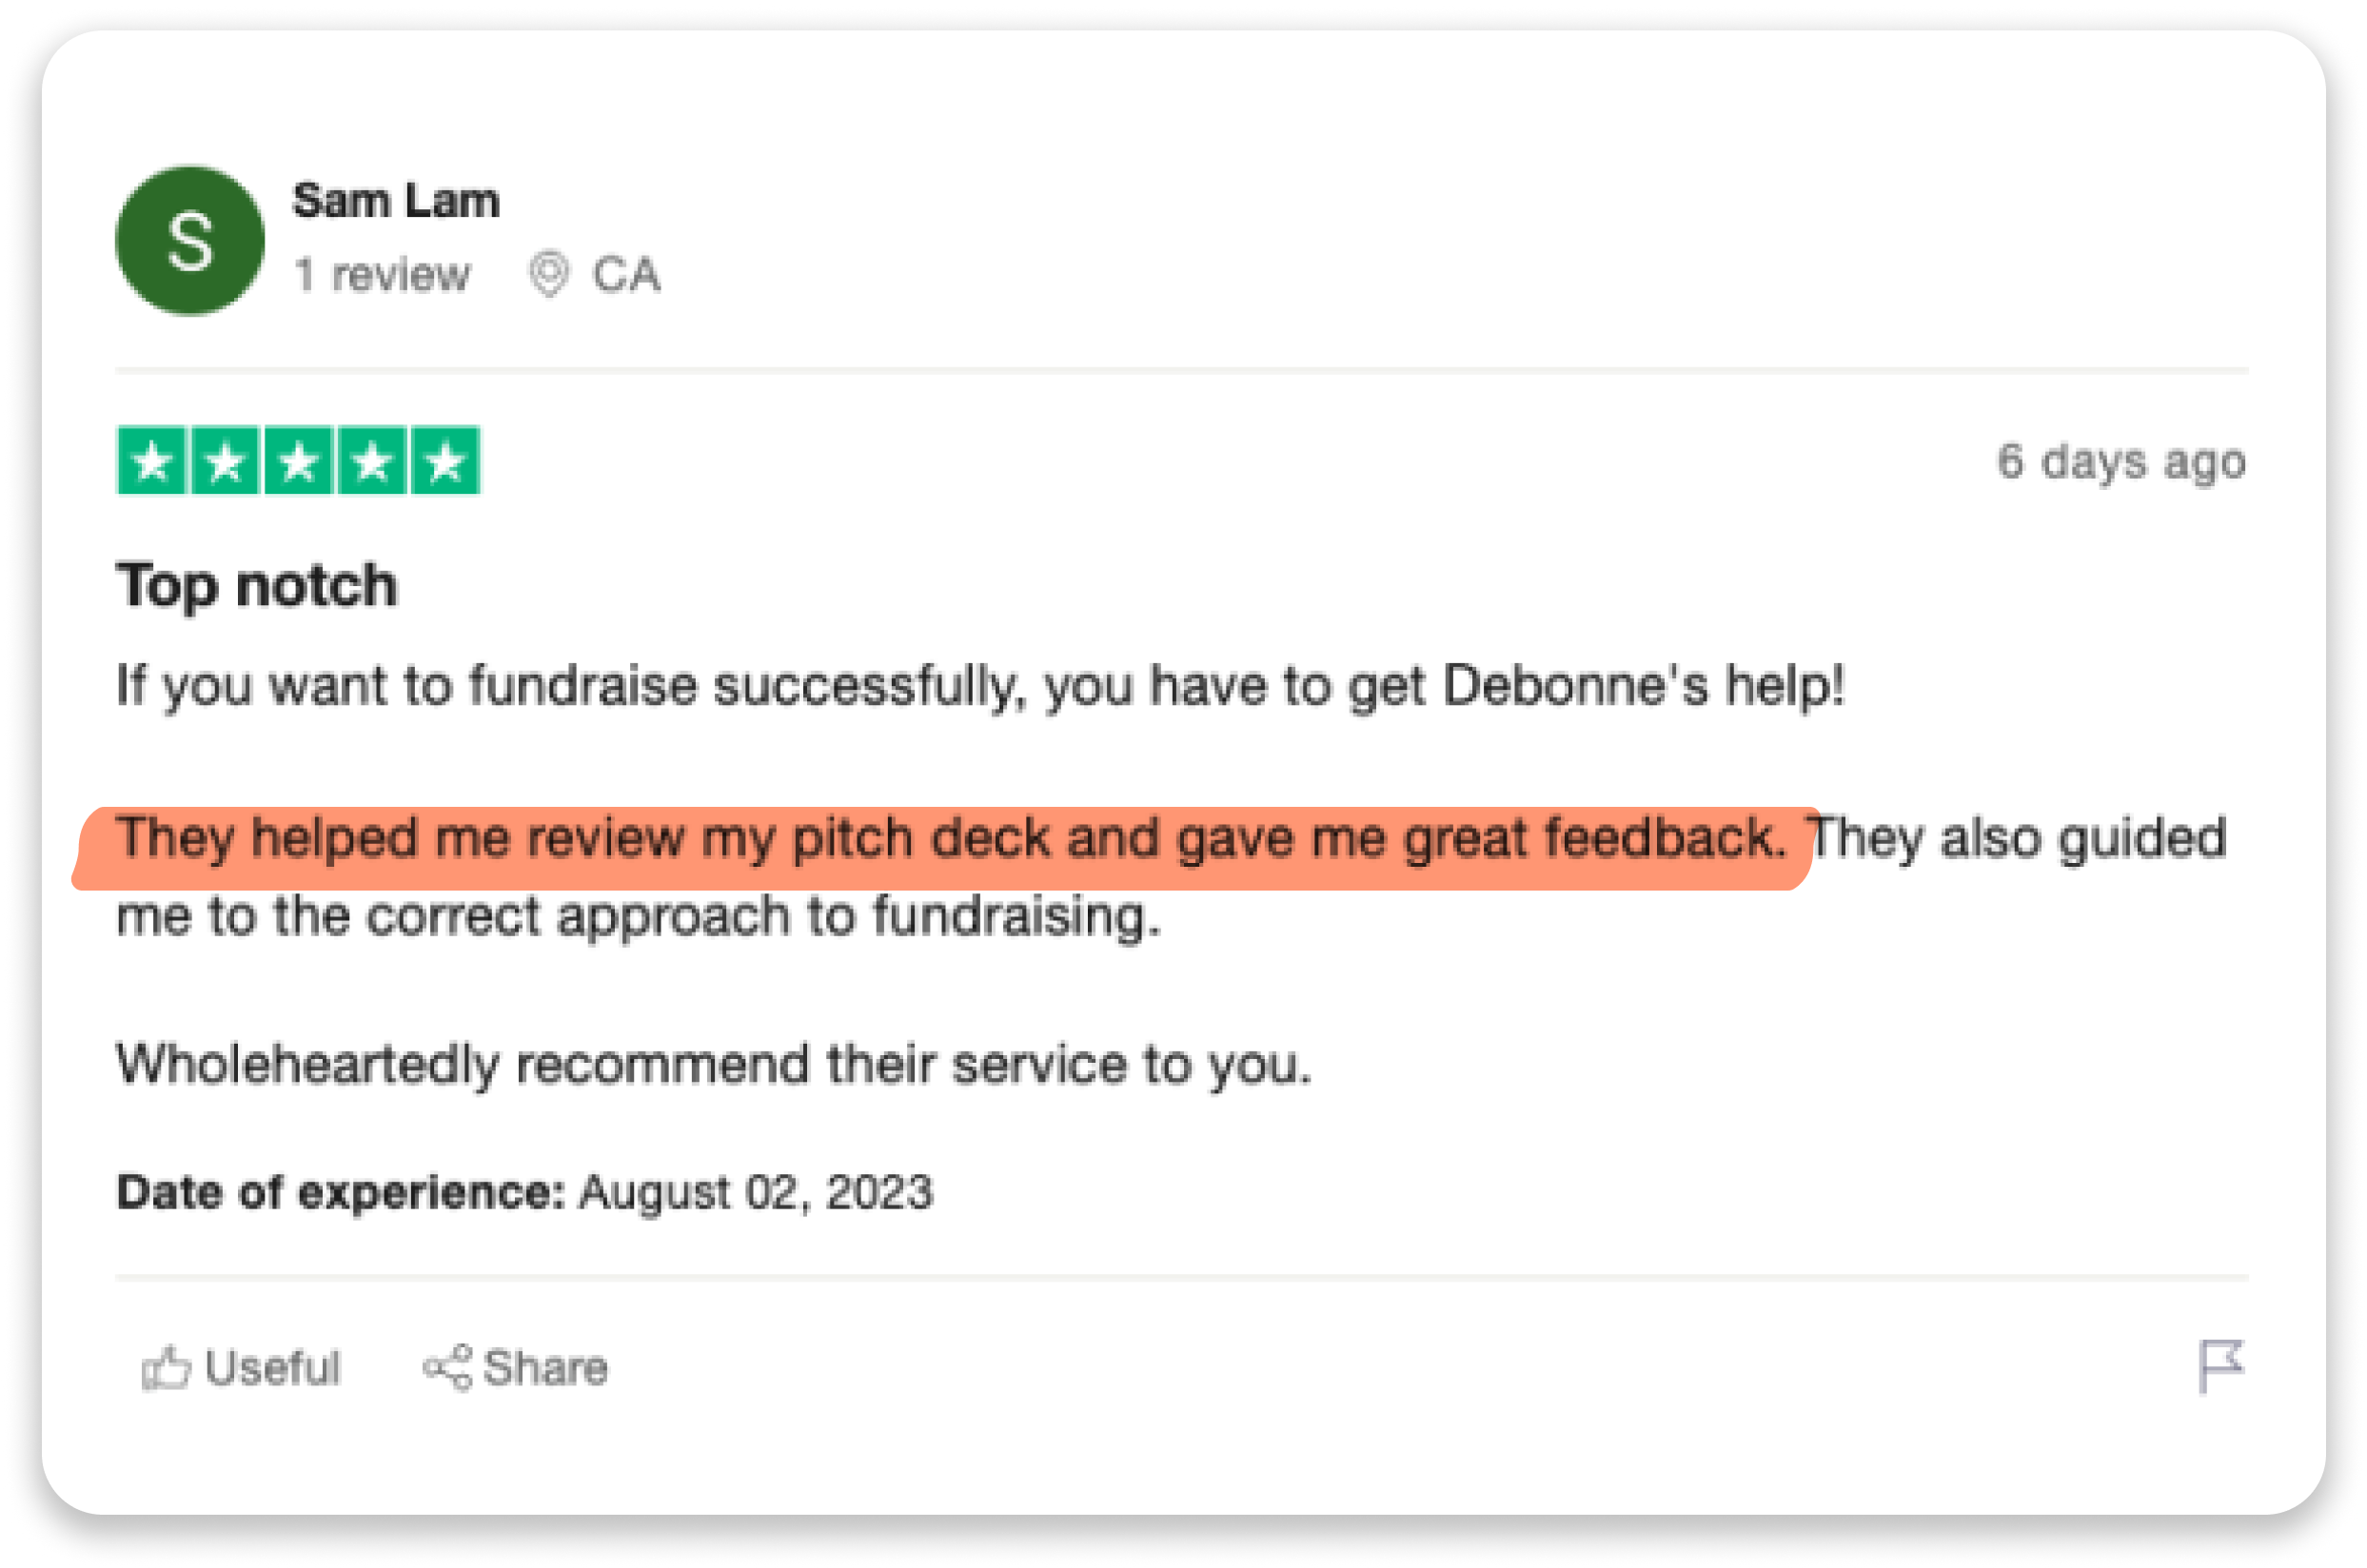 S
Sam Lam
1 review CA
6 days ago
Top notch
If you want to fundraise successfully, you have to get Debonne's help!
They helped me review my pitch deck and gave me great feedback. They also guided
me to the correct approach to fundraising.
Wholeheartedly recommend their service to you.
Date of experience: August 02, 2023
Useful Share